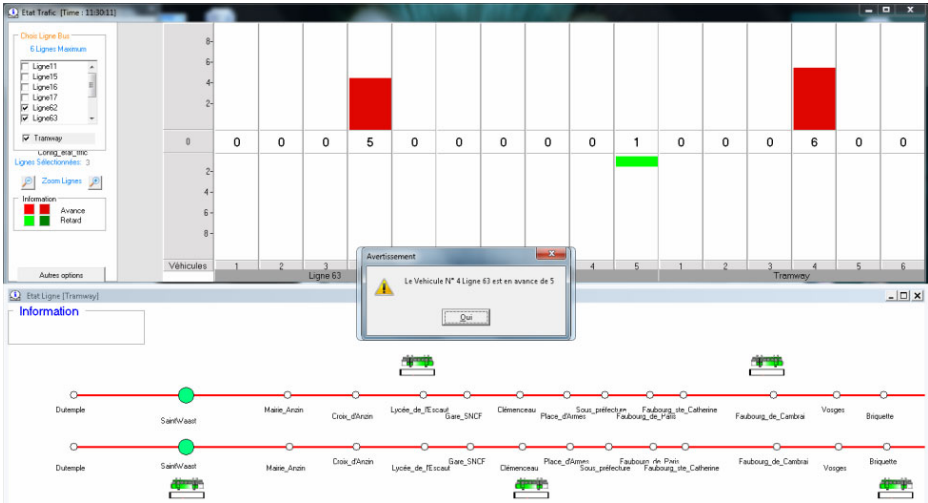 Etat Trafic [Time : 11:30:11]
Choix Ligne Bus
6 Lignes Maximum
Ligne11
Ligne15
Ligne16
Ligne17
Ligne62
Ligne63
Tramway
Config_etat_trfic
Lignes Sélectionnées: 3
Zoom Lignes
Information
Avance
Retard
Autres options
8-
6-
4-
2-
0 0 0 0 5 0 0 0 0 0 1 0 0 0 6 0 0
2-
4-
6-
8-
Véhicules 1 2 3 4 5 1 2 3 4 5 6
Ligne 63 Tramway
Avertissement
Le Vehicule N° 4 Ligne 63 est en avance de 5
Oui
Etat Ligne [Tramway]
Information
Dutemple SaintWaast Mairie_Anzin Croix_d'Anzin Lycée_de_l'Escaut Gare_SNCF Clémenceau Place_d'Armes Sous_préfecture Faubourg_de_Paris Faubourg_ste_Catherine Faubourg_de_Cambrai Vosges Briquette
Dutemple SaintWaast Mairie_Anzin Croix_d'Anzin Lycée_de_l'Escaut Gare_SNCF Clémenceau Place_d'Armes Sous_préfecture Faubourg_de_Paris Faubourg_ste_Catherine Faubourg_de_Cambrai Vosges Briquette